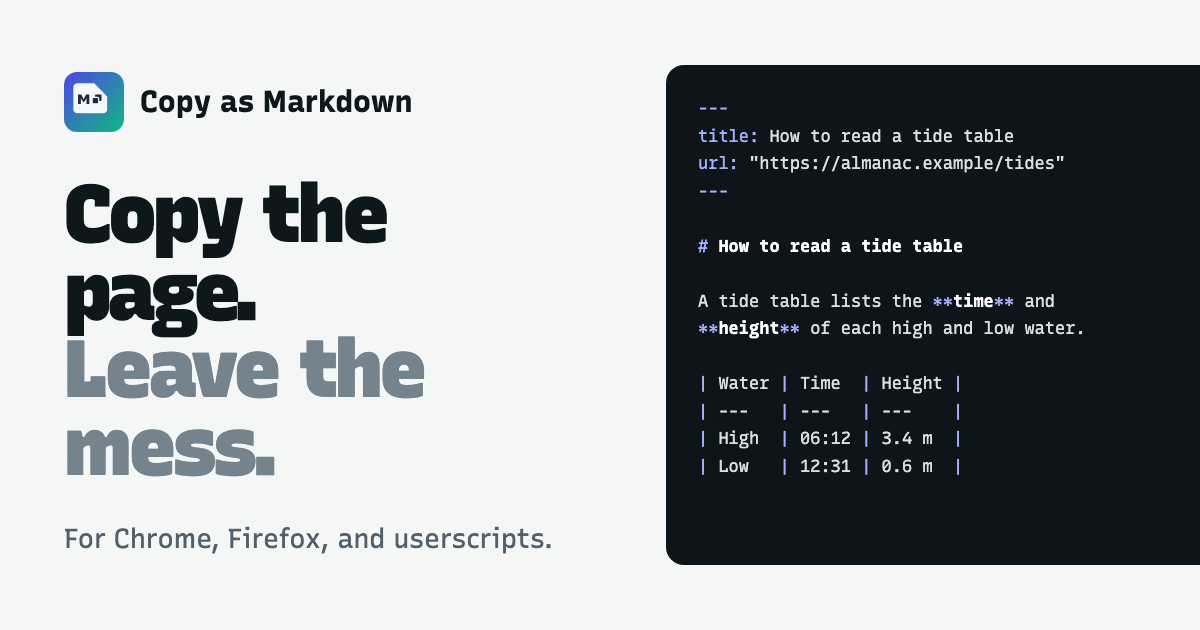 M
Copy as Markdown
Copy the
page.
Leave the
mess.
For Chrome, Firefox, and userscripts.
---
title: How to read a tide table
url: "https://almanac.example/tides"
---
# How to read a tide table
A tide table lists the **time** and
**height** of each high and low water.
| Water | Time  | Height |
| ---   | ---   | ---    |
| High  | 06:12 | 3.4 m  |
| Low   | 12:31 | 0.6 m  |